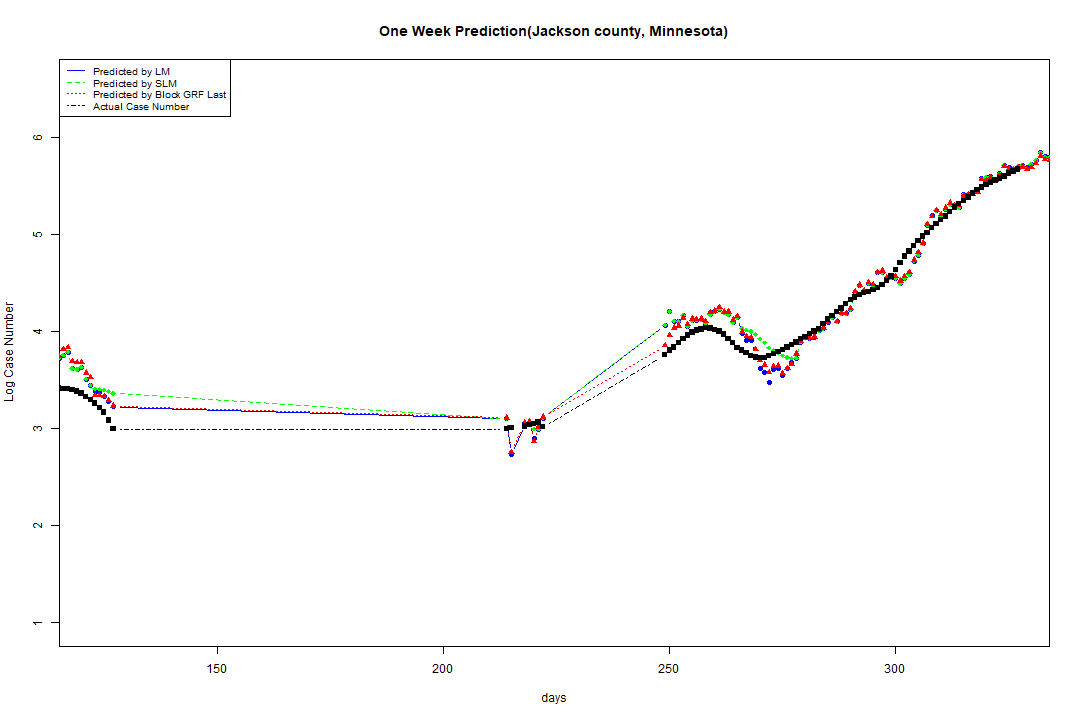 One Week Prediction(Jackson county, Minnesota)
Predicted by LM
Predicted by SLM
Predicted by Block GRF Last
Actual Case Number
Log Case Number
6
5
4
3
2
1
150 200 250 300
days